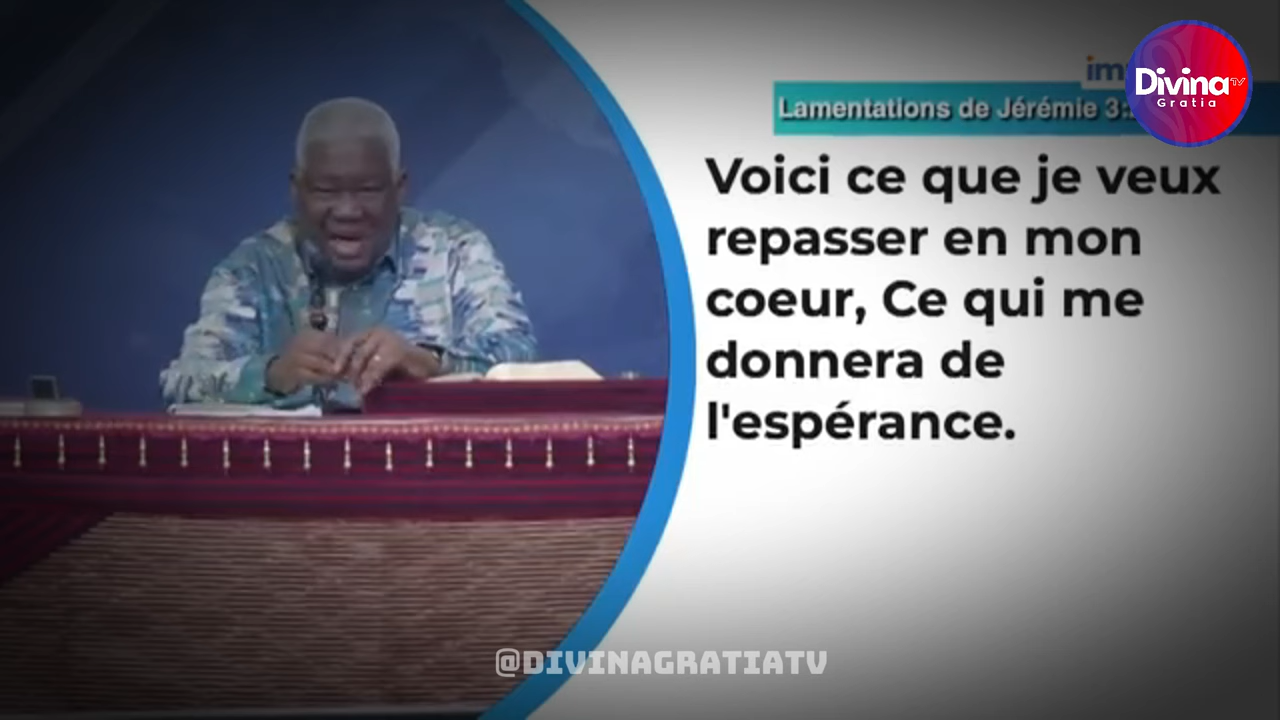 Divina TV
Gratia
Lamentations de Jérémie 3:
Voici ce que je veux
repasser en mon
coeur, Ce qui me
donnera de
l'espérance.
@DIVINAGRATIATV